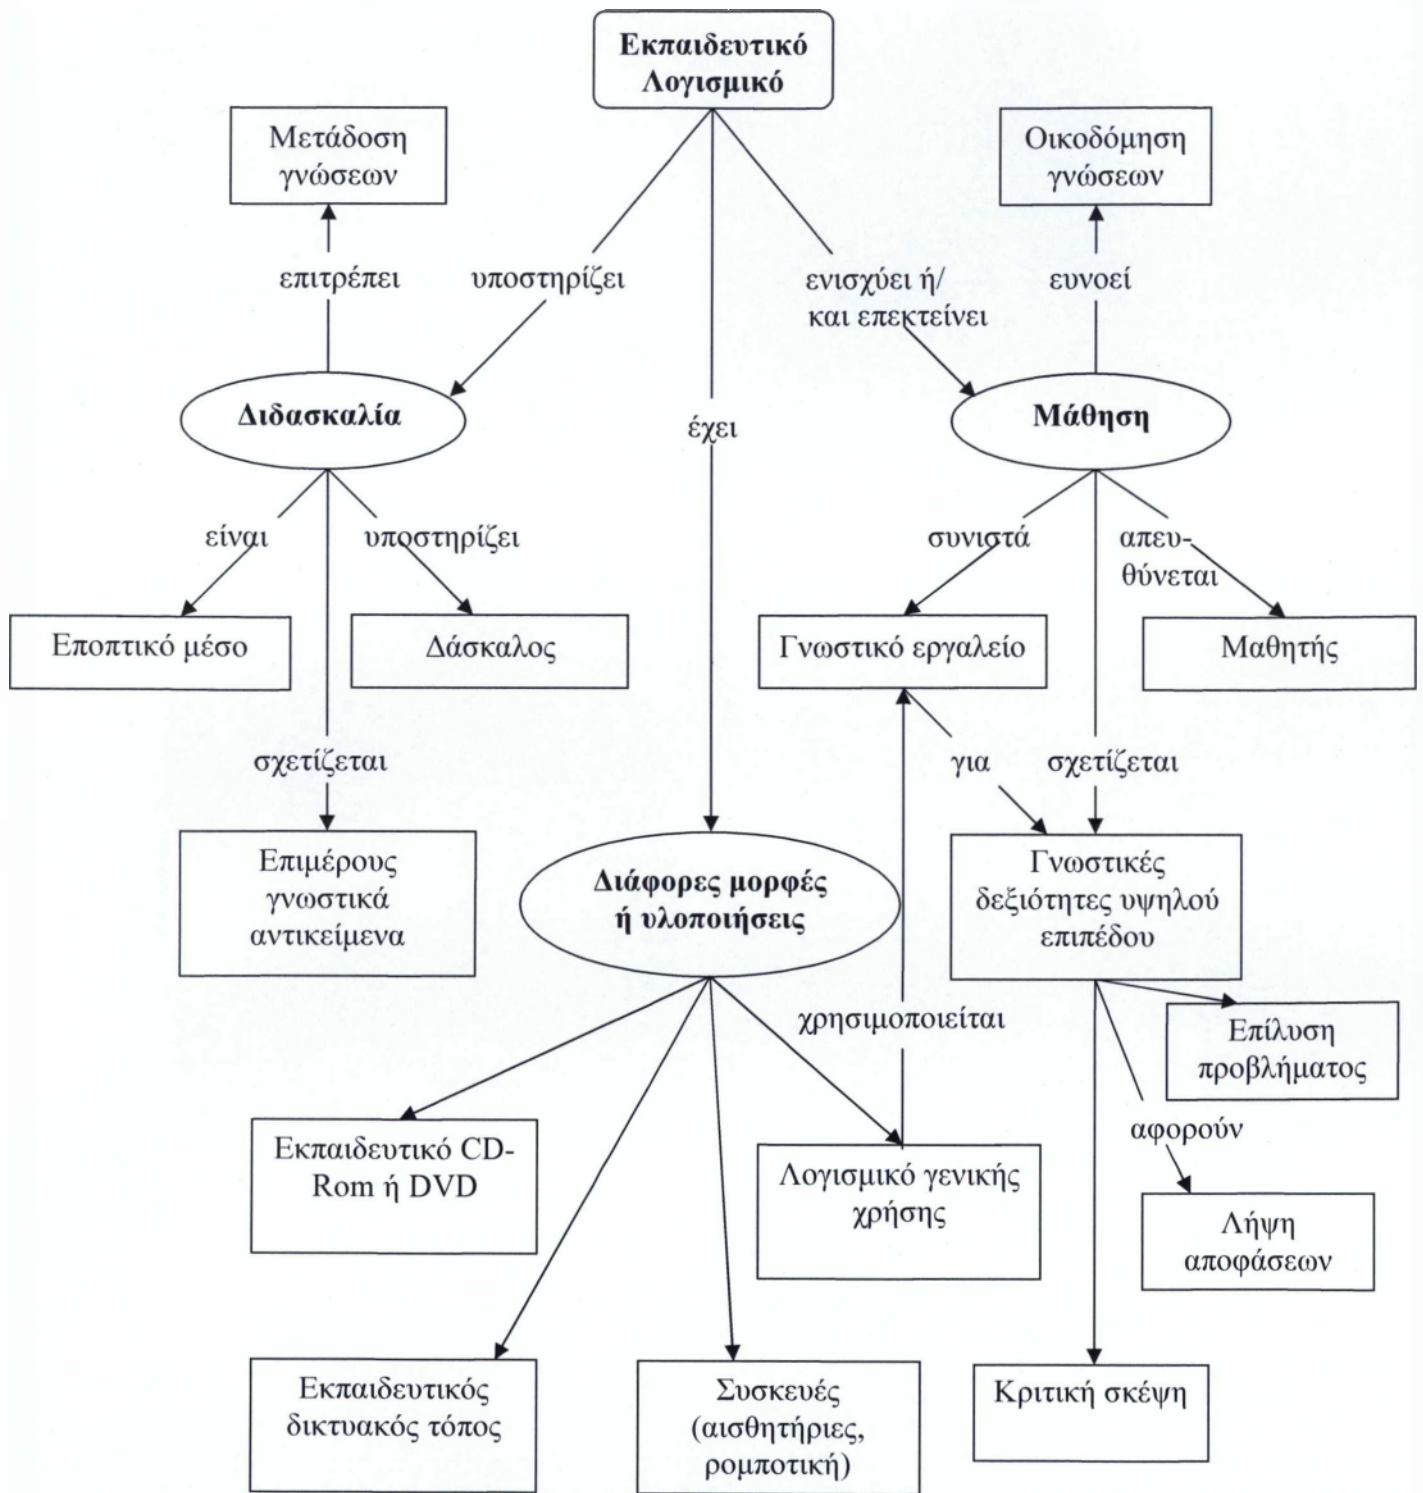 Εκπαιδευτικό
Λογισμικό
Μετάδοση
γνώσεων
Οικοδόμηση
γνώσεων
επιτρέπει
υποστηρίζει
ενισχύει ή/
και επεκτείνει
ευνοεί
Διδασκαλία
έχει
Μάθηση
είναι
υποστηρίζει
συνιστά
απευ-
θύνεται
Εποπτικό μέσο
Δάσκαλος
Γνωστικό εργαλείο
Μαθητής
σχετίζεται
για
σχετίζεται
Επιμέρους
γνωστικά
αντικείμενα
Διάφορες μορφές
ή υλοποιήσεις
Γνωστικές
δεξιότητες υψηλού
επιπέδου
χρησιμοποιείται
Επίλυση
προβλήματος
αφορούν
Εκπαιδευτικό CD-
Rom ή DVD
Λογισμικό γενικής
χρήσης
Λήψη
αποφάσεων
Εκπαιδευτικός
δικτυακός τόπος
Συσκευές
(αισθητήριες,
ρομποτική)
Κριτική σκέψη